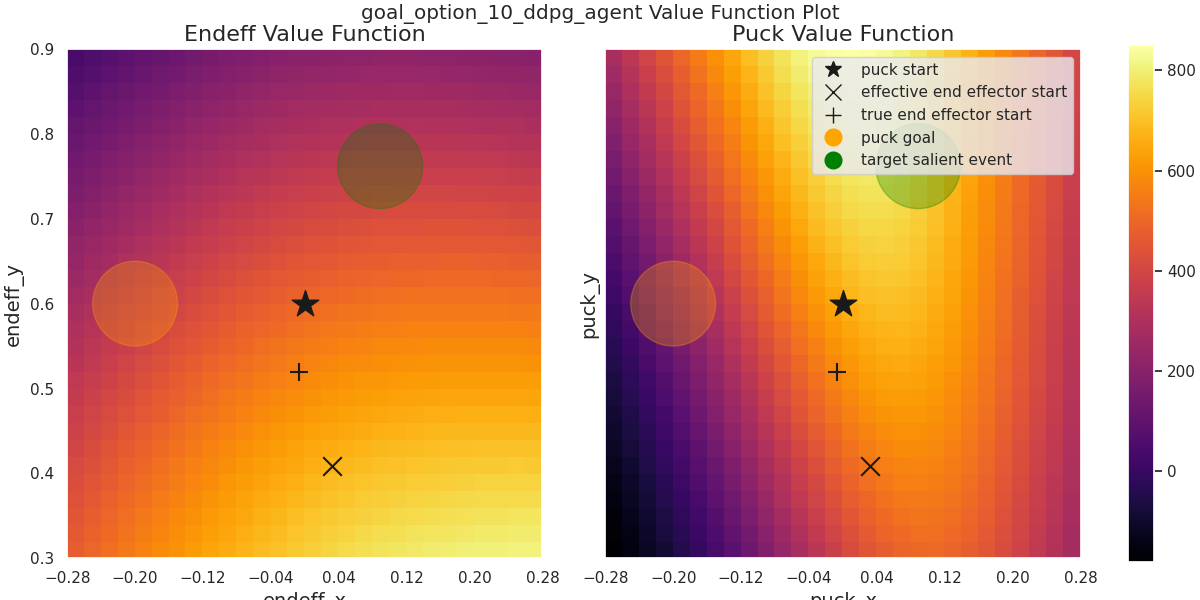 goal_option_10_ddpg_agent Value Function Plot
Endeff Value Function
Puck Value Function
0.9
0.8
0.7
0.6
0.5
0.4
0.3
endeff_y
−0.28 −0.20 −0.12 −0.04 0.04 0.12 0.20 0.28
endeff_x
puck start
effective end effector start
true end effector start
puck goal
target salient event
puck_y
−0.28 −0.20 −0.12 −0.04 0.04 0.12 0.20 0.28
puck_x
800
600
400
200
0